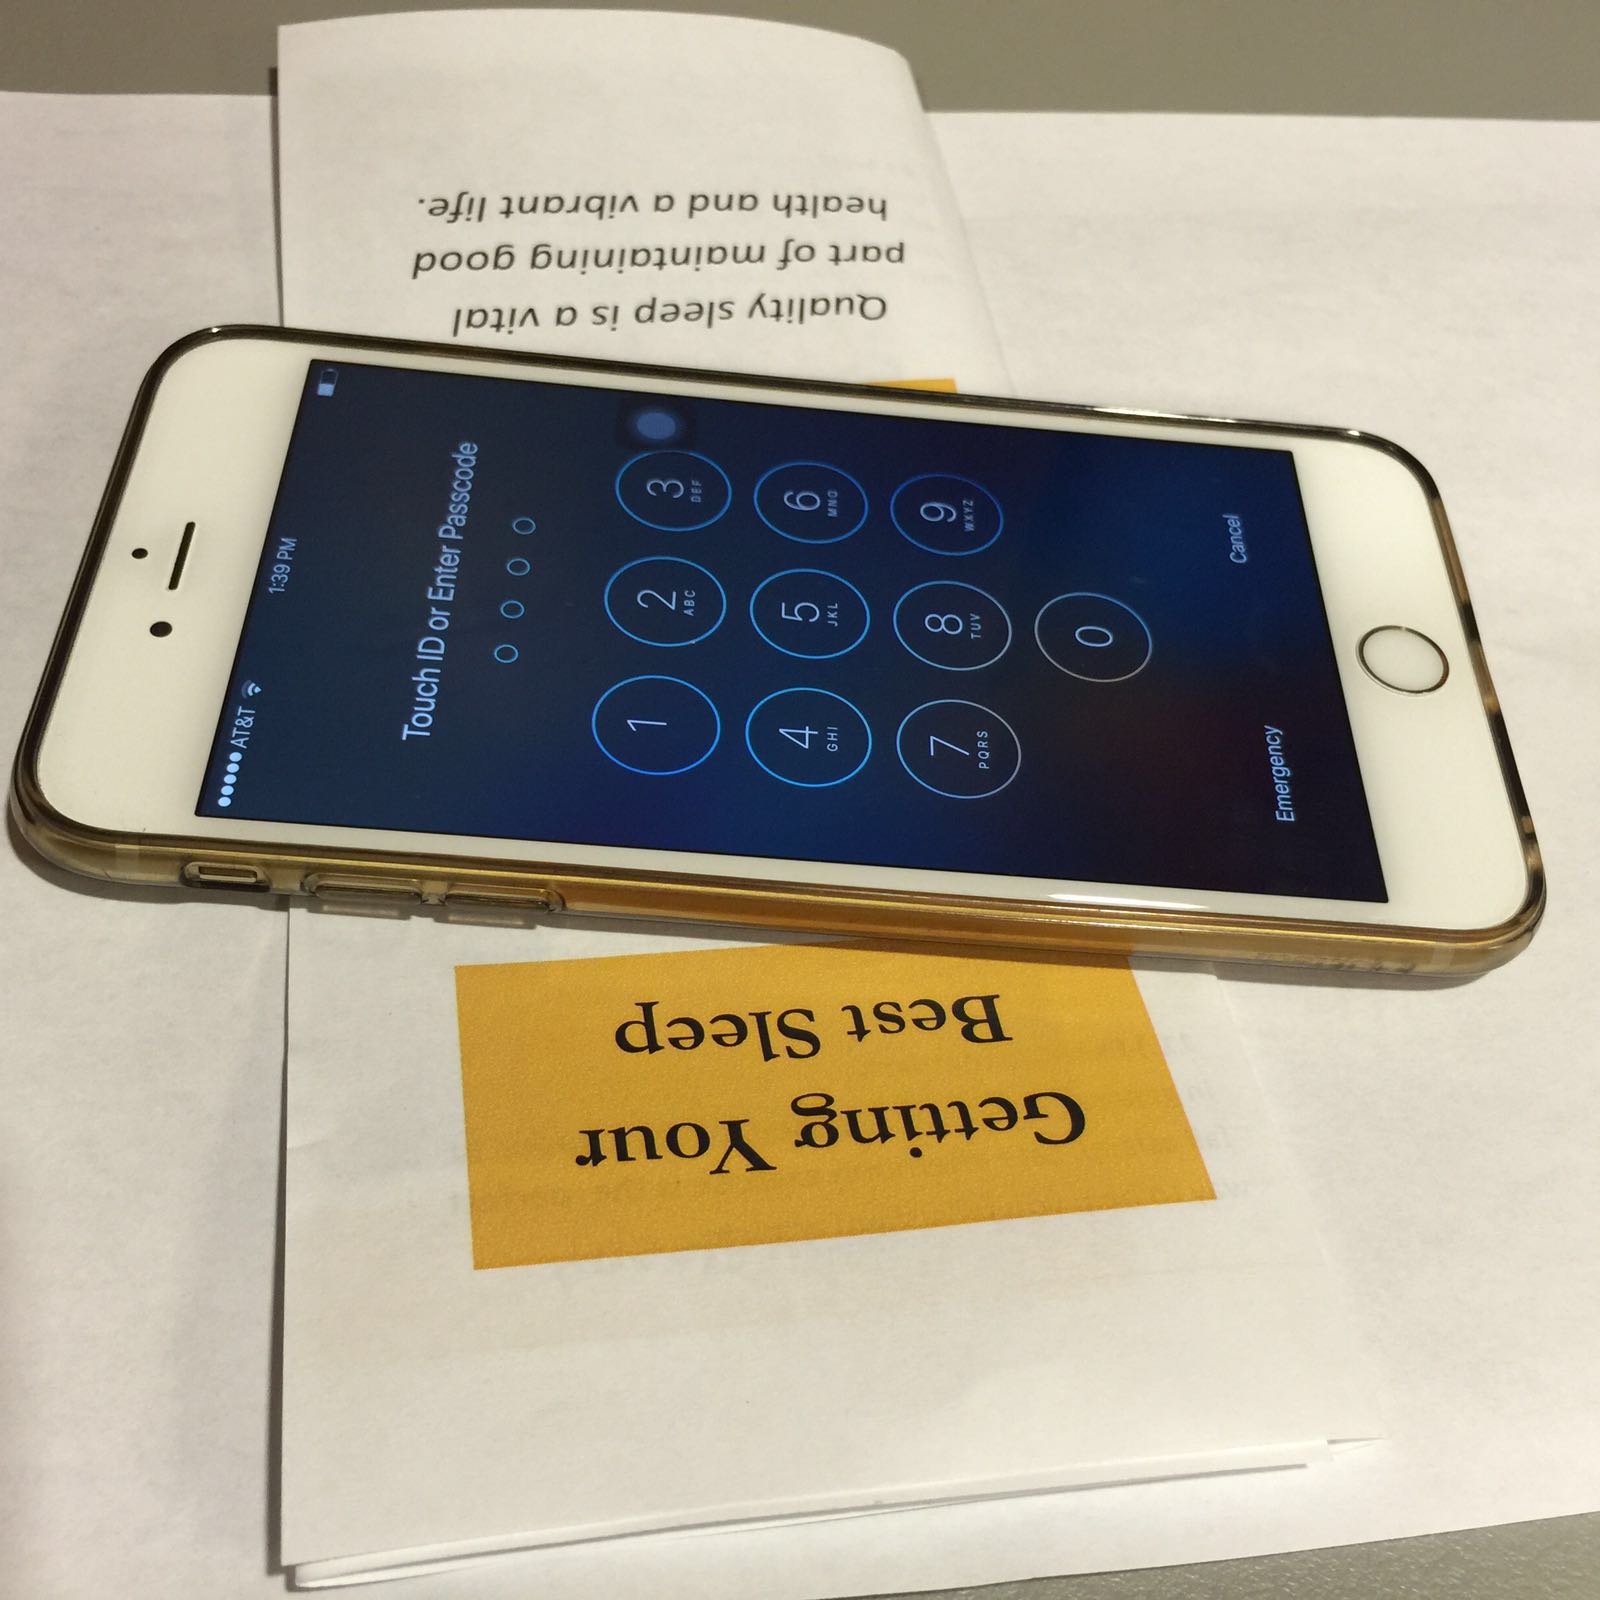 ●●●●● AT&T
1:39 PM
Touch ID or Enter Passcode
1
2
ABC
3
DEF
4
GHI
5
JKL
6
MNO
7
PQRS
8
TUV
9
WXYZ
0
Emergency
Cancel
Getting Your
Best Sleep
Quality sleep is a vital
part of maintaining good
health and a vibrant life.